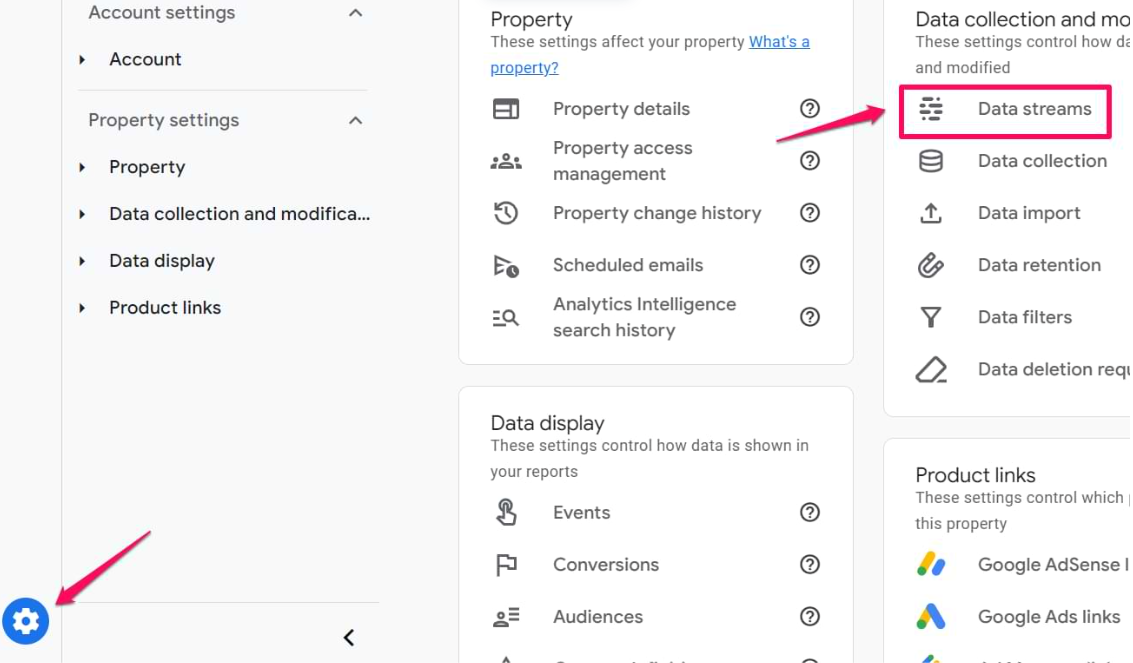 Account settings
Account
Property settings
Property
Data collection and modifica...
Data display
Product links
Property
These settings affect your property What's a
property?
Property details
Property access
management
Property change history
Scheduled emails
Analytics Intelligence
search history
Data display
These settings control how data is shown in
your reports
Events
Conversions
Audiences
Data collection and mo
These settings control how da
and modified
Data streams
Data collection
Data import
Data retention
Data filters
Data deletion requ
Product links
These settings control which
this property
Google AdSense l
Google Ads links